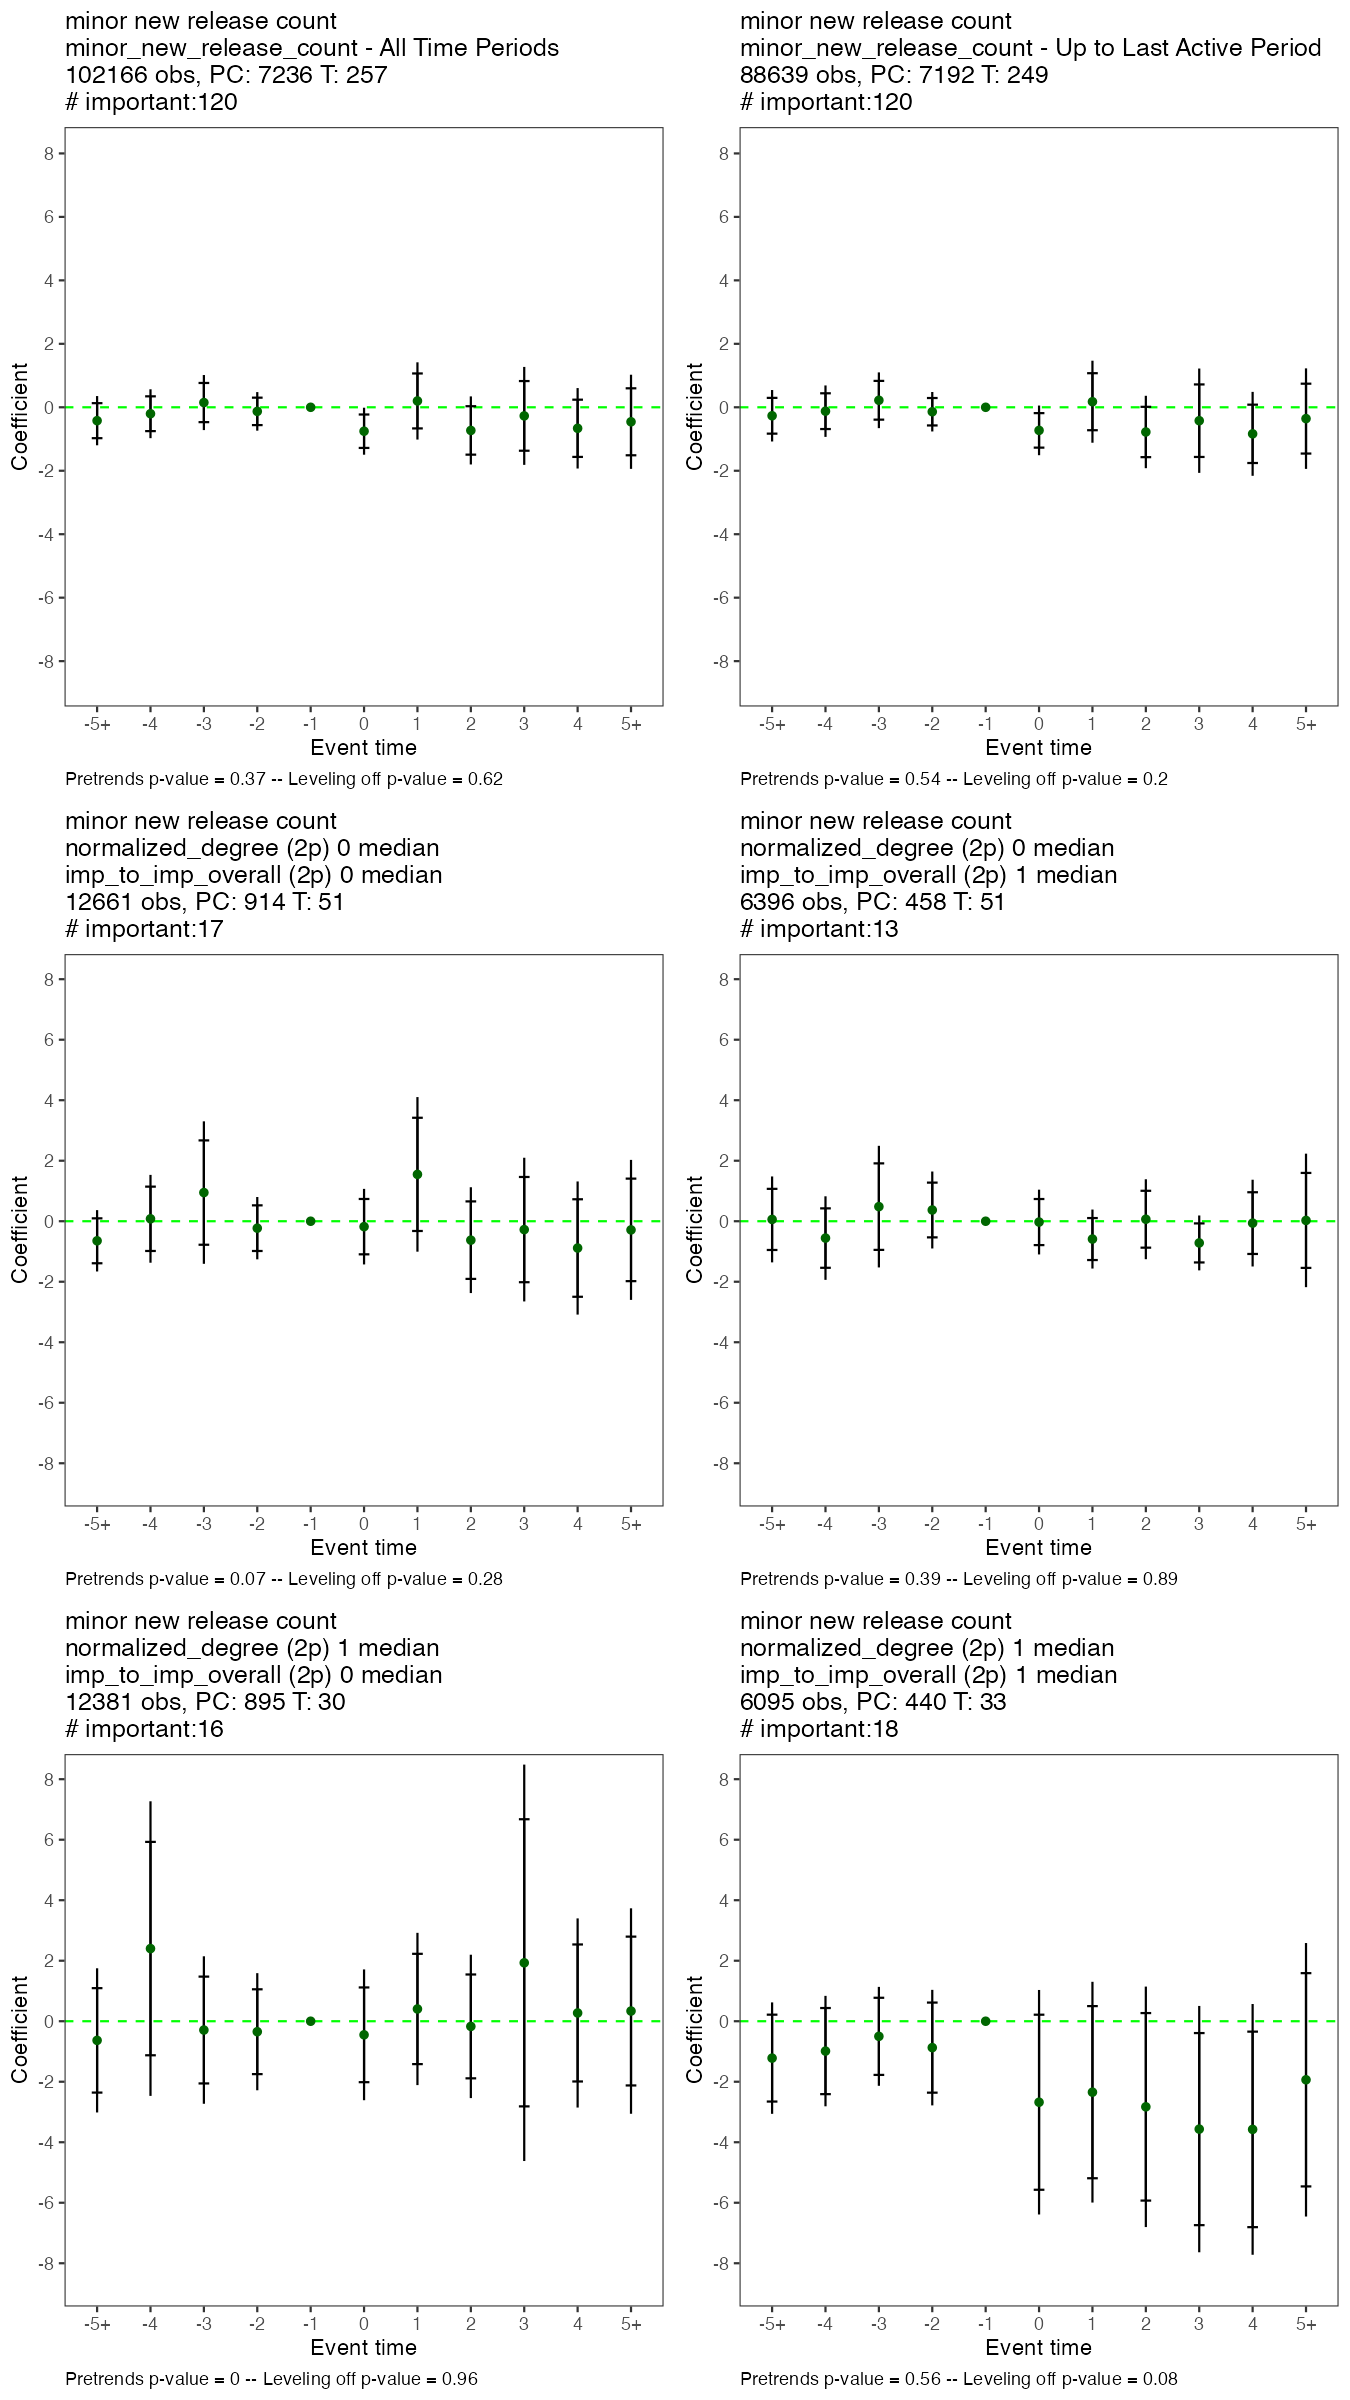 minor new release count
minor_new_release_count - All Time Periods
102166 obs, PC: 7236 T: 257
# important:120
8
6
4
2
0
-2
-4
-6
-8
Coefficient
-5+ -4 -3 -2 -1 0 1 2 3 4 5+
Event time
Pretrends p-value = 0.37 -- Leveling off p-value = 0.62
minor new release count
minor_new_release_count - Up to Last Active Period
88639 obs, PC: 7192 T: 249
# important:120
8
6
4
2
0
-2
-4
-6
-8
Coefficient
-5+ -4 -3 -2 -1 0 1 2 3 4 5+
Event time
Pretrends p-value = 0.54 -- Leveling off p-value = 0.2
minor new release count
normalized_degree (2p) 0 median
imp_to_imp_overall (2p) 0 median
12661 obs, PC: 914 T: 51
# important:17
8
6
4
2
0
-2
-4
-6
-8
Coefficient
-5+ -4 -3 -2 -1 0 1 2 3 4 5+
Event time
Pretrends p-value = 0.07 -- Leveling off p-value = 0.28
minor new release count
normalized_degree (2p) 0 median
imp_to_imp_overall (2p) 1 median
6396 obs, PC: 458 T: 51
# important:13
8
6
4
2
0
-2
-4
-6
-8
Coefficient
-5+ -4 -3 -2 -1 0 1 2 3 4 5+
Event time
Pretrends p-value = 0.39 -- Leveling off p-value = 0.89
minor new release count
normalized_degree (2p) 1 median
imp_to_imp_overall (2p) 0 median
12381 obs, PC: 895 T: 30
# important:16
8
6
4
2
0
-2
-4
-6
-8
Coefficient
-5+ -4 -3 -2 -1 0 1 2 3 4 5+
Event time
Pretrends p-value = 0 -- Leveling off p-value = 0.96
minor new release count
normalized_degree (2p) 1 median
imp_to_imp_overall (2p) 1 median
6095 obs, PC: 440 T: 33
# important:18
8
6
4
2
0
-2
-4
-6
-8
Coefficient
-5+ -4 -3 -2 -1 0 1 2 3 4 5+
Event time
Pretrends p-value = 0.56 -- Leveling off p-value = 0.08